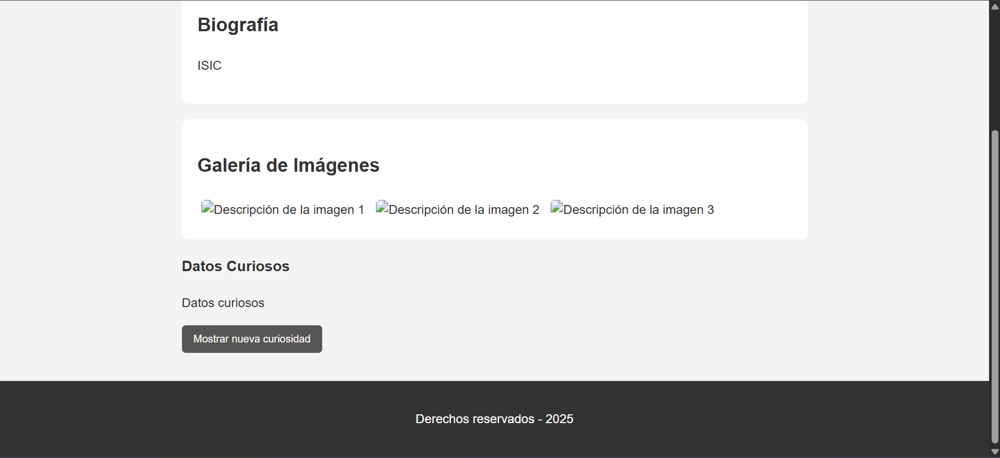 Biografía
ISIC
Galería de Imágenes
Descripción de la imagen 1 Descripción de la imagen 2 Descripción de la imagen 3
Datos Curiosos
Datos curiosos
Mostrar nueva curiosidad
Derechos reservados - 2025